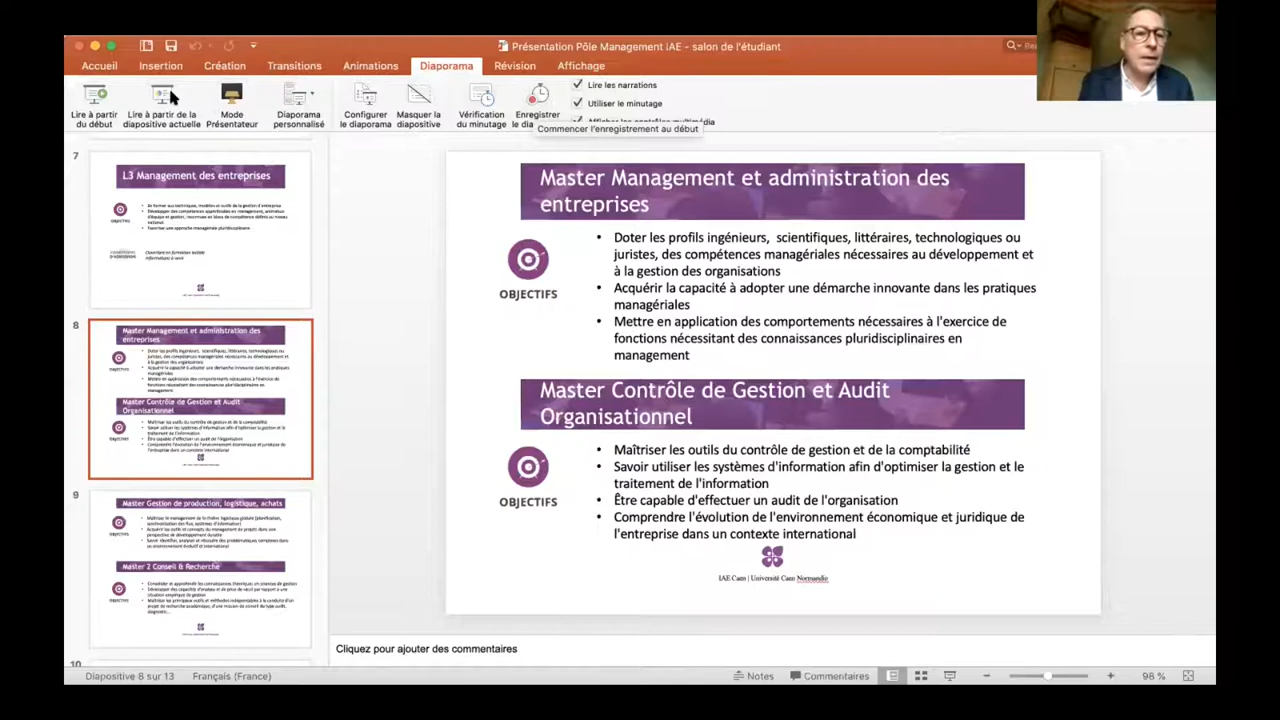 Présentation Pôle Management IAE - salon de l'étudiant
Accueil Insertion Création Transitions Animations Diaporama Révision Affichage
Lire à partir du début
Lire à partir de la diapositive actuelle
Mode Présentateur
Diaporama personnalisé
Configurer le diaporama
Masquer la diapositive
Vérification du minutage
Enregistrer
Lire les narrations
Utiliser le minutage
Commencer l'enregistrement au début
7
L3 Management des entreprises
8
Master Management et administration des
entreprises
Master Contrôle de Gestion et Audit
Organisationnel
9
Master Gestion de production, logistique, achats
Master 2 Conseil & Recherche
10
Master Management et administration des
entreprises
OBJECTIFS
• Doter les profils ingénieurs, scientifiques, littéraires, technologiques ou
juristes, des compétences managériales nécessaires au développement et
à la gestion des organisations
• Acquérir la capacité à adopter une démarche innovante dans les pratiques
managériales
• Mettre en application des comportements nécessaires à l'exercice de
fonctions nécessitant des connaissances pluridisciplinaires en
management
Master Contrôle de Gestion et Audit
Organisationnel
OBJECTIFS
• Maîtriser les outils du contrôle de gestion et de la comptabilité
• Savoir utiliser les systèmes d'information afin d'optimiser la gestion et le
traitement de l'information
• Être capable d'effectuer un audit de l'organisation
• Comprendre l'évolution de l'environnement économique et juridique de
l'entreprise dans un contexte international
IAE Caen | Université Caen Normandie
Cliquez pour ajouter des commentaires
Diapositive 8 sur 13 Français (France) Notes Commentaires 98 %